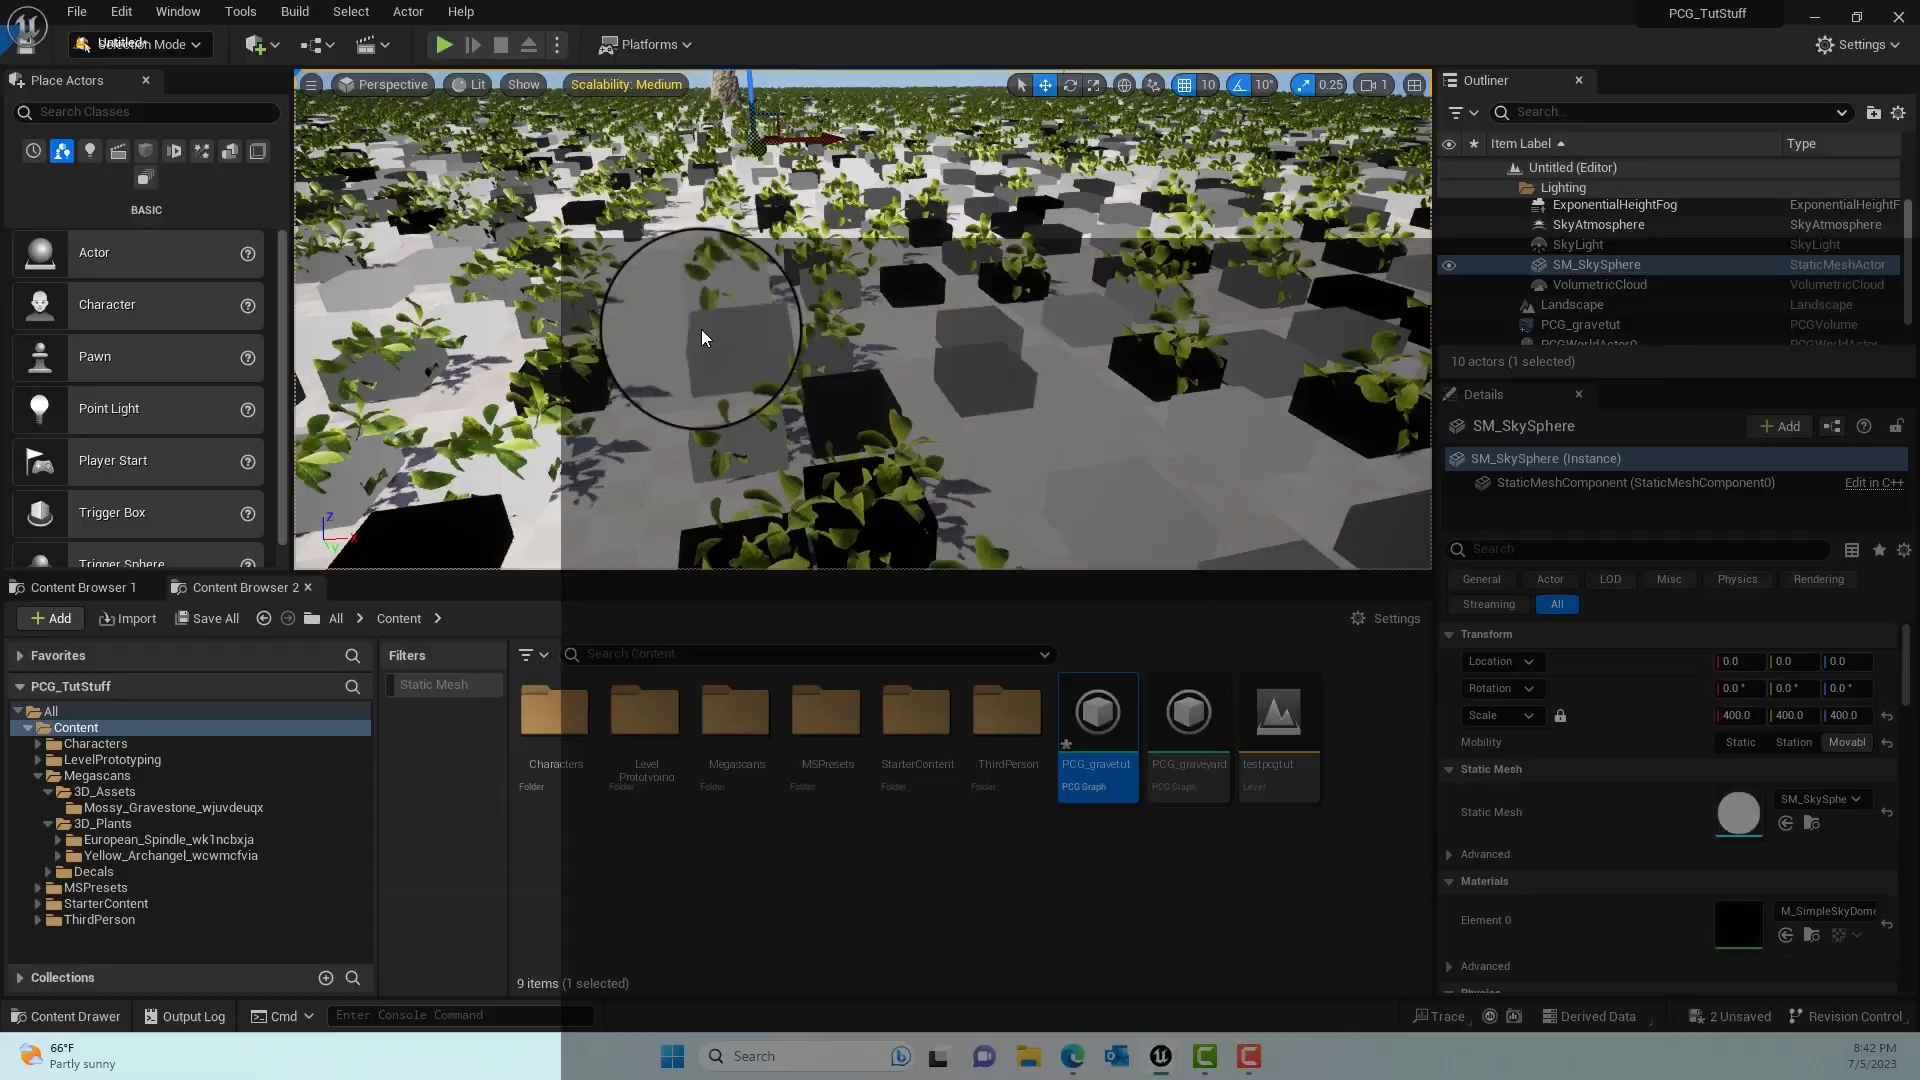 File Edit Window Tools Build Select Actor Help
PCG_TutStuff
Selection Mode
Platforms
Settings
Place Actors
Search Classes
BASIC
Actor
Character
Pawn
Point Light
Player Start
Trigger Box
Trigger Sphere
Perspective Lit Show Scalability: Medium
10 10° 0.25 1
Z
X
Y
Outliner
Search...
Item Label Type
Untitled (Editor)
Lighting
ExponentialHeightFog ExponentialHeightF
SkyAtmosphere SkyAtmosphere
SkyLight SkyLight
SM_SkySphere StaticMeshActor
VolumetricCloud VolumetricCloud
Landscape Landscape
PCG_gravetut PCGVolume
PCGWorldActor0 PCGWorldActor
10 actors (1 selected)
Details
SM_SkySphere Add
SM_SkySphere (Instance)
StaticMeshComponent (StaticMeshComponent0) Edit in C++
Search
General Actor LOD Misc Physics Rendering
Streaming All
Transform
Location 0.0 0.0 0.0
Rotation 0.0° 0.0° 0.0°
Scale 400.0 400.0 400.0
Mobility Static Station Movabl
Static Mesh
Static Mesh SM_SkySphe
Advanced
Materials
Element 0 M_SimpleSkyDome
Advanced
Physics
Content Browser 1 Content Browser 2
Add Import Save All All Content Settings
Favorites
PCG_TutStuff
All
Content
Characters
LevelPrototyping
Megascans
3D_Assets
Mossy_Gravestone_wjuvdeuqx
3D_Plants
European_Spindle_wk1ncbxja
Yellow_Archangel_wcwmcfvia
Decals
MSPresets
StarterContent
ThirdPerson
Collections
Filters
Static Mesh
Search Content
Characters
Folder
Level Prototyping
Folder
Megascans
Folder
MSPresets
Folder
StarterContent
Folder
ThirdPerson
Folder
PCG_gravetut
PCG Graph
PCG_graveyard
PCG Graph
testpcgtut
Level
9 items (1 selected)
Content Drawer Output Log Cmd Enter Console Command
Trace Derived Data 2 Unsaved Revision Control
66°F
Partly sunny
Search
8:42 PM
7/5/2023